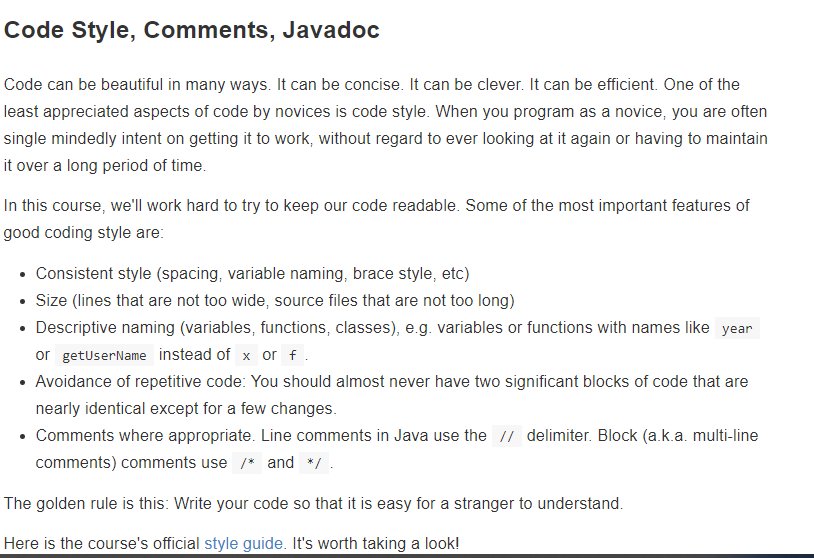 Code Style, Comments, Javadoc
Code can be beautiful in many ways. It can be concise. It can be clever. It can be efficient. One of the
least appreciated aspects of code by novices is code style. When you program as a novice, you are often
single mindedly intent on getting it to work, without regard to ever looking at it again or having to maintain
it over a long period of time.
In this course, we'll work hard to try to keep our code readable. Some of the most important features of
good coding style are:
• Consistent style (spacing, variable naming, brace style, etc)
• Size (lines that are not too wide, source files that are not too long)
• Descriptive naming (variables, functions, classes), e.g. variables or functions with names like year
or getUserName instead of x or f .
• Avoidance of repetitive code: You should almost never have two significant blocks of code that are
nearly identical except for a few changes.
• Comments where appropriate. Line comments in Java use the // delimiter. Block (a.k.a. multi-line
comments) comments use /* and */ .
The golden rule is this: Write your code so that it is easy for a stranger to understand.
Here is the course's official style guide. It's worth taking a look!